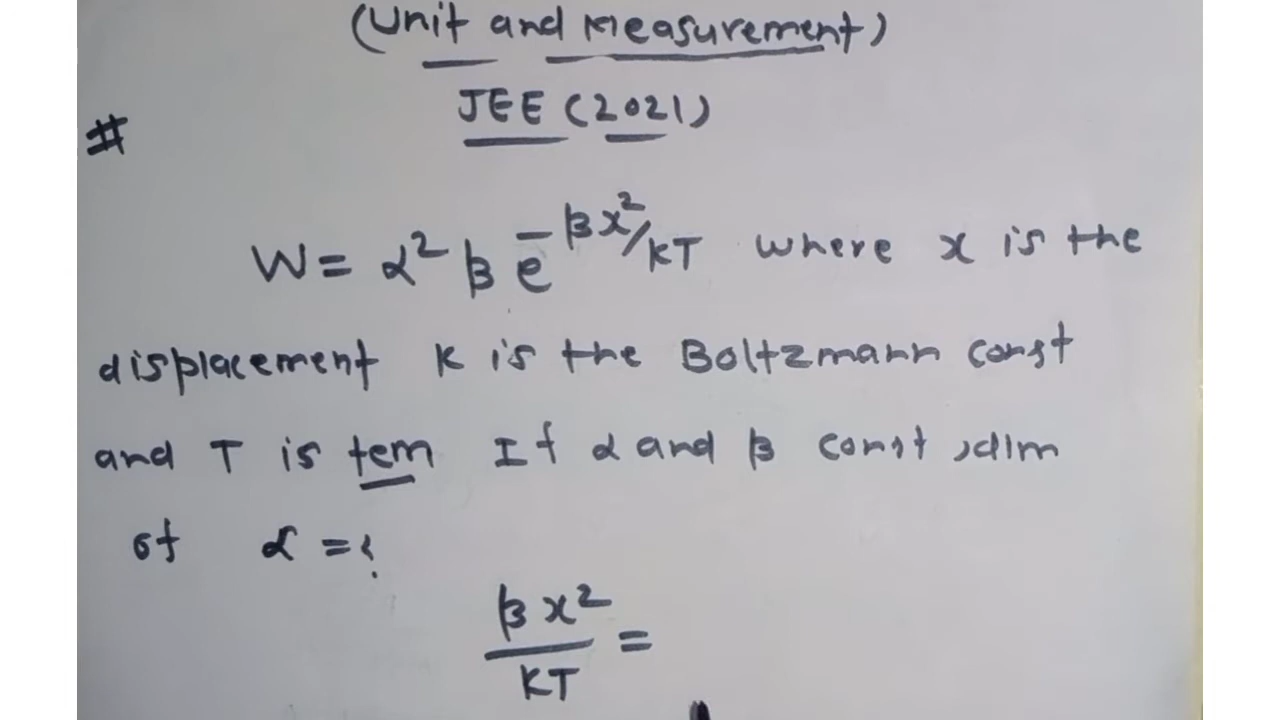 (Unit and Measurement)
JEE (2021)
#
W = α² β e^-βx²/KT where x is the
displacement K is the Boltzmann const
and T is tem If α and β const, dim
of α = ?
βx²/KT =